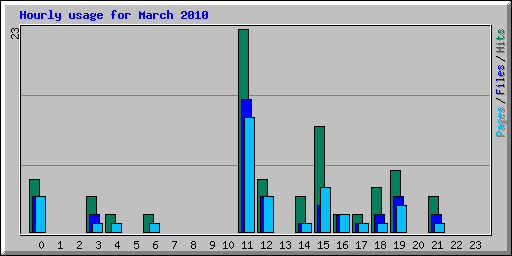 Hourly usage for March 2010
23
Pages / Files / Hits
0 1 2 3 4 5 6 7 8 9 10 11 12 13 14 15 16 17 18 19 20 21 22 23